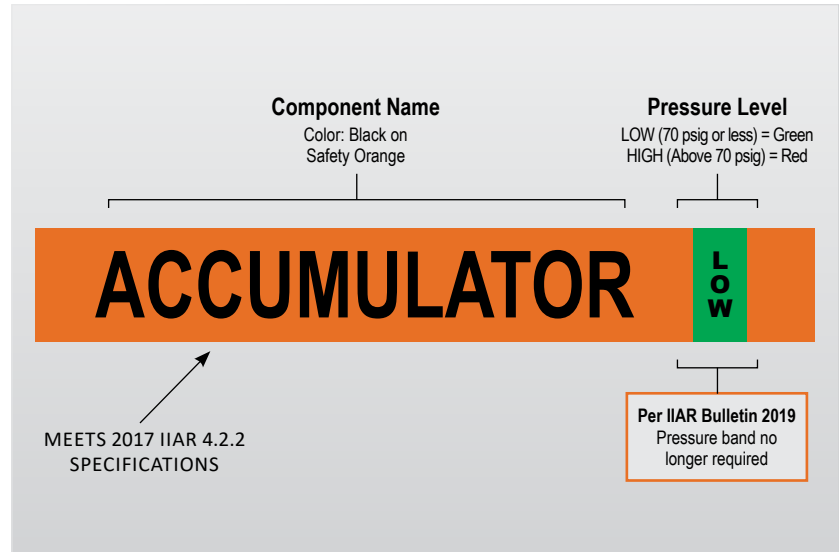 Component Name
Color: Black on
Safety Orange
Pressure Level
LOW (70 psig or less) = Green
HIGH (Above 70 psig) = Red
ACCUMULATOR
LOW
MEETS 2017 IIAR 4.2.2
SPECIFICATIONS
Per IIAR Bulletin 2019
Pressure band no
longer required